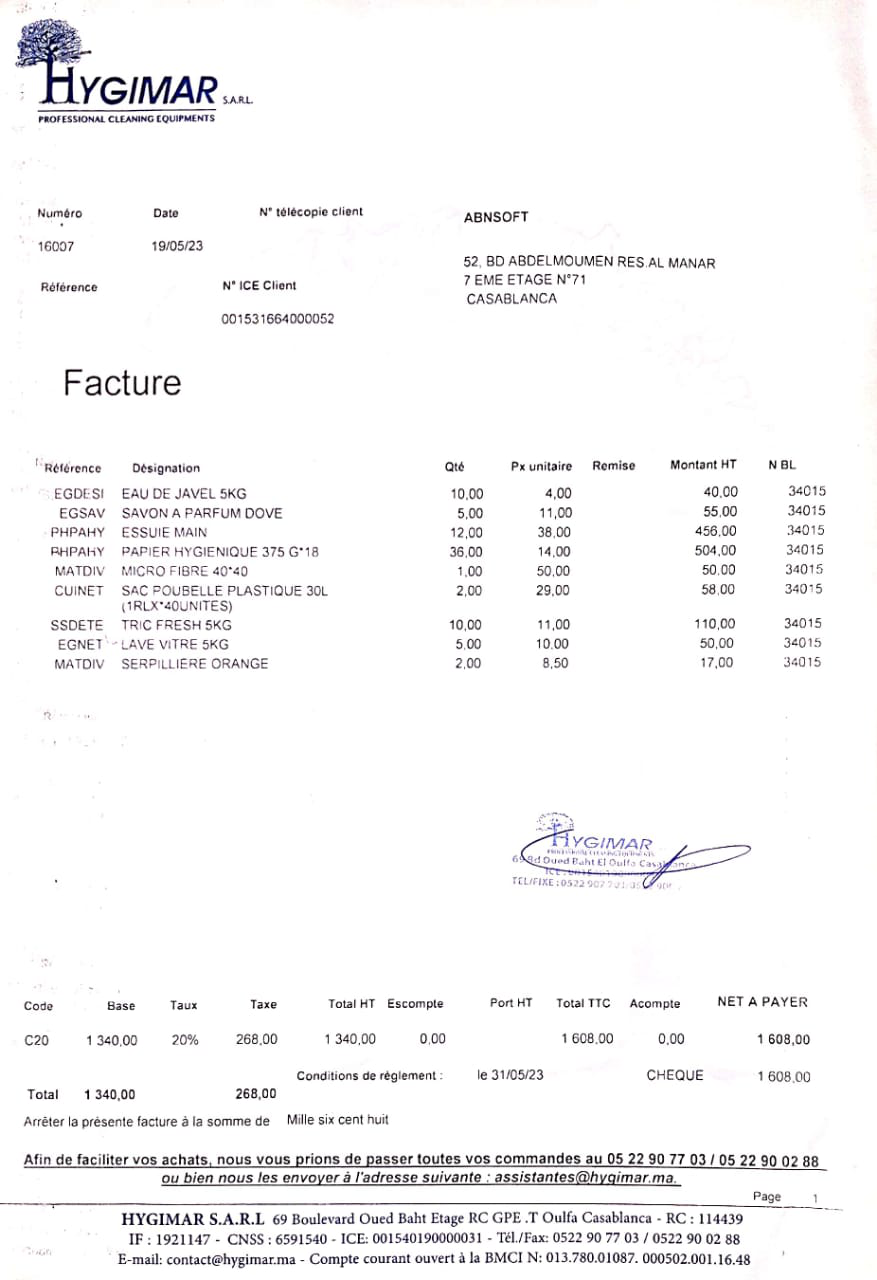 HYGIMAR S.A.R.L.
PROFESSIONAL CLEANING EQUIPMENTS
Numéro Date N° télécopie client
16007 19/05/23
Référence N° ICE Client
001531664000052
ABNSOFT
52, BD ABDELMOUMEN RES.AL MANAR
7 EME ETAGE N°71
CASABLANCA
Facture
Référence Désignation Qté Px unitaire Remise Montant HT N BL
EGDESI EAU DE JAVEL 5KG 10,00 4,00 40,00 34015
EGSAV SAVON A PARFUM DOVE 5,00 11,00 55,00 34015
PHPAHY ESSUIE MAIN 12,00 38,00 456,00 34015
PHPAHY PAPIER HYGIENIQUE 375 G*18 36,00 14,00 504,00 34015
MATDIV MICRO FIBRE 40*40 1,00 50,00 50,00 34015
CUINET SAC POUBELLE PLASTIQUE 30L 2,00 29,00 58,00 34015
(1RLX*40UNITES)
SSDETE TRIC FRESH 5KG 10,00 11,00 110,00 34015
EGNET LAVE VITRE 5KG 5,00 10,00 50,00 34015
MATDIV SERPILLIERE ORANGE 2,00 8,50 17,00 34015
HYGIMAR
PROFESSIONAL CLEANING EQUIPMENTS
69 Bd Oued Baht El Oulfa
TEL/FIXE : 0522 907
Code Base Taux Taxe Total HT Escompte Port HT Total TTC Acompte NET A PAYER
C20 1 340,00 20% 268,00 1 340,00 0,00 1 608,00 0,00 1 608,00
Conditions de règlement : le 31/05/23 CHEQUE 1 608,00
Total 1 340,00 268,00
Arrêter la présente facture à la somme de Mille six cent huit
Afin de faciliter vos achats, nous vous prions de passer toutes vos commandes au 05 22 90 77 03 / 05 22 90 02 88
ou bien nous les envoyer à l'adresse suivante : assistantes@hygimar.ma.
Page 1
HYGIMAR S.A.R.L 69 Boulevard Oued Baht Etage RC GPE .T Oulfa Casablanca - RC : 114439
IF : 1921147 - CNSS : 6591540 - ICE: 001540190000031 - Tél./Fax: 0522 90 77 03 / 0522 90 02 88
E-mail: contact@hygimar.ma - Compte courant ouvert à la BMCI N: 013.780.01087. 000502.001.16.48